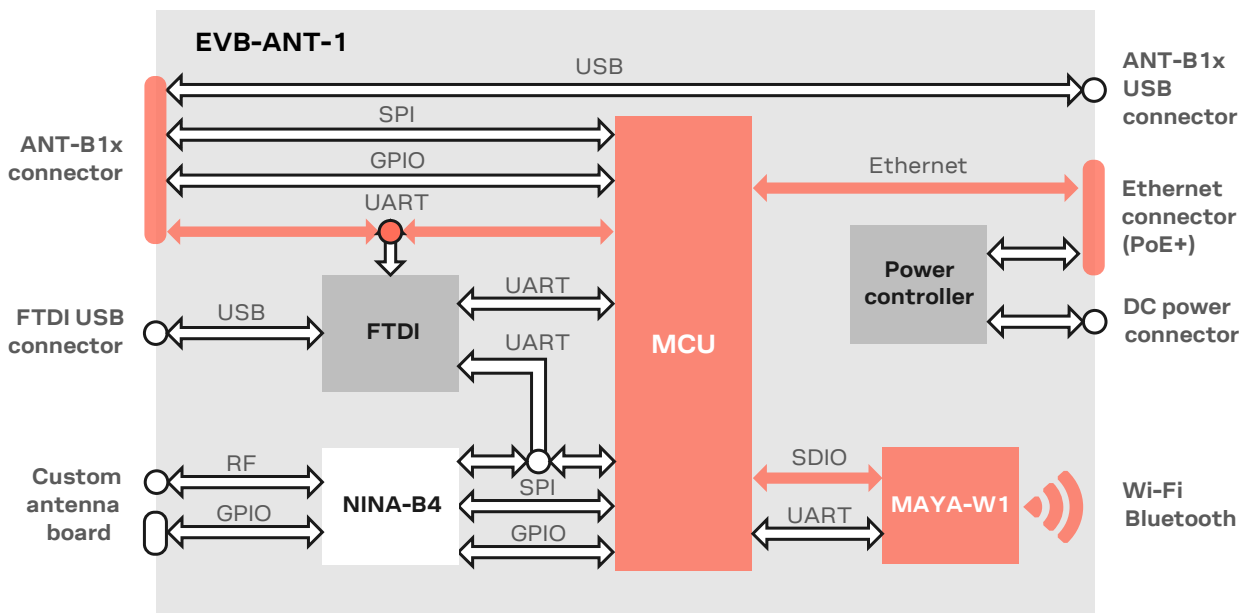 EVB-ANT-1
USB
ANT-B1x
USB
connector
SPI
ANT-B1x
connector
GPIO
Ethernet
UART
Ethernet
connector
(PoE+)
Power
controller
UART
FTDI USB
connector
USB
FTDI
UART
MCU
DC power
connector
Custom
antenna
board
RF
GPIO
NINA-B4
SPI
GPIO
SDIO
UART
MAYA-W1
Wi-Fi
Bluetooth